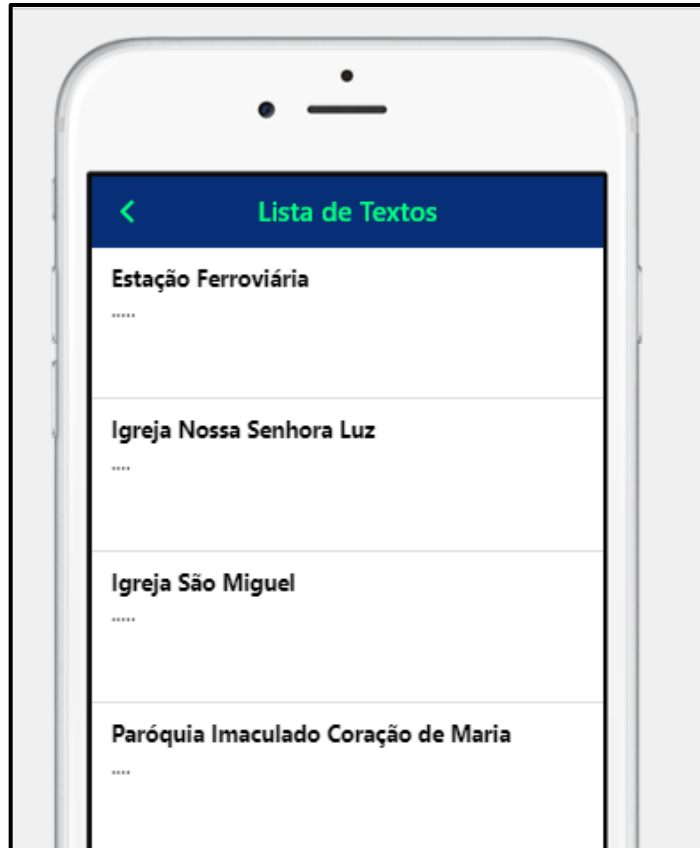 Lista de Textos
Estação Ferroviária
.....
Igreja Nossa Senhora Luz
....
Igreja São Miguel
.....
Paróquia Imaculado Coração de Maria
....